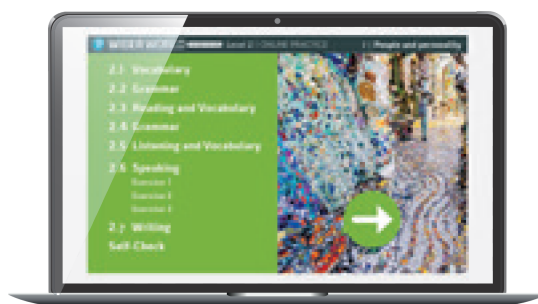 Level 2 | ONLINE PRACTICE
People and personality
2.1 Vocabulary
2.2 Grammar
2.3 Reading and Vocabulary
2.4 Grammar
2.5 Listening and Vocabulary
2.6 Speaking
Exercise 1
Exercise 2
Exercise 3
2.7 Writing
Self-Check